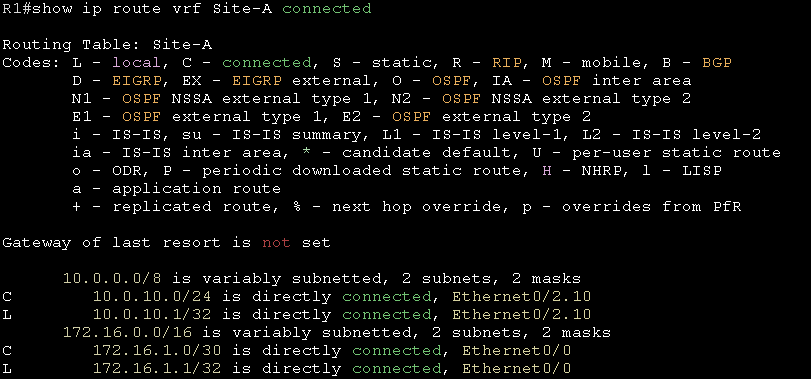 R1#show ip route vrf Site-A connected
Routing Table: Site-A
Codes: L - local, C - connected, S - static, R - RIP, M - mobile, B - BGP
D - EIGRP, EX - EIGRP external, O - OSPF, IA - OSPF inter area
N1 - OSPF NSSA external type 1, N2 - OSPF NSSA external type 2
E1 - OSPF external type 1, E2 - OSPF external type 2
i - IS-IS, su - IS-IS summary, L1 - IS-IS level-1, L2 - IS-IS level-2
ia - IS-IS inter area, * - candidate default, U - per-user static route
o - ODR, P - periodic downloaded static route, H - NHRP, l - LISP
a - application route
+ - replicated route, % - next hop override, p - overrides from PfR
Gateway of last resort is not set
10.0.0.0/8 is variably subnetted, 2 subnets, 2 masks
C 10.0.10.0/24 is directly connected, Ethernet0/2.10
L 10.0.10.1/32 is directly connected, Ethernet0/2.10
172.16.0.0/16 is variably subnetted, 2 subnets, 2 masks
C 172.16.1.0/30 is directly connected, Ethernet0/0
L 172.16.1.1/32 is directly connected, Ethernet0/0